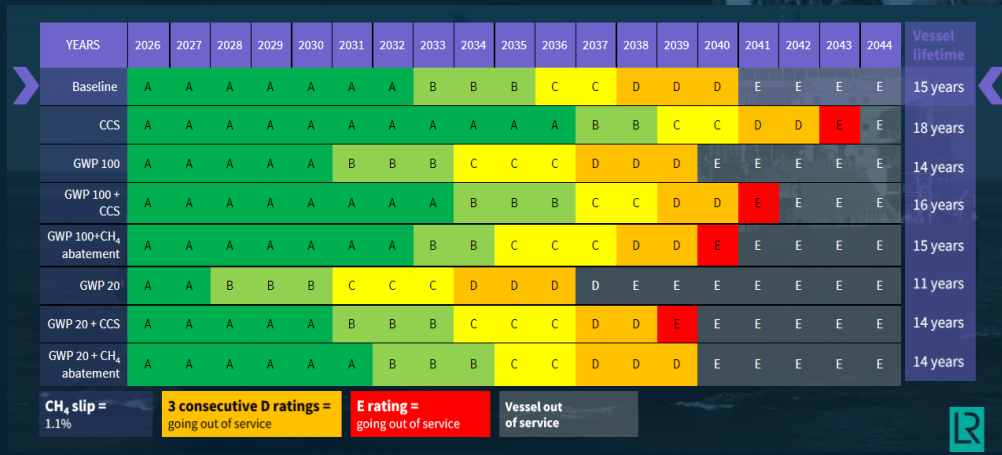 YEARS 2026 2027 2028 2029 2030 2031 2032 2033 2034 2035 2036 2037 2038 2039 2040 2041 2042 2043 2044 Vessel
lifetime
Baseline A A A A A A A B B B C C D D D E E E E 15 years
CCS A A A A A A A A A A A B B C C D D E E 18 years
GWP 100 A A A A A B B B C C C D D D E E E E E 14 years
GWP 100 +
CCS A A A A A A A A B B B C C D D E E E E 16 years
GWP 100+CH₄
abatement A A A A A A A B B C C C D D E E E E E 15 years
GWP 20 A A B B B C C C D D D D E E E E E E E 11 years
GWP 20 + CCS A A A A A B B B C C C D D E E E E E E 14 years
GWP 20 + CH₄
abatement A A A A A A B B B C C D D D E E E E E 14 years
CH₄ slip =
1.1%
3 consecutive D ratings =
going out of service
E rating =
going out of service
Vessel out
of service
LR